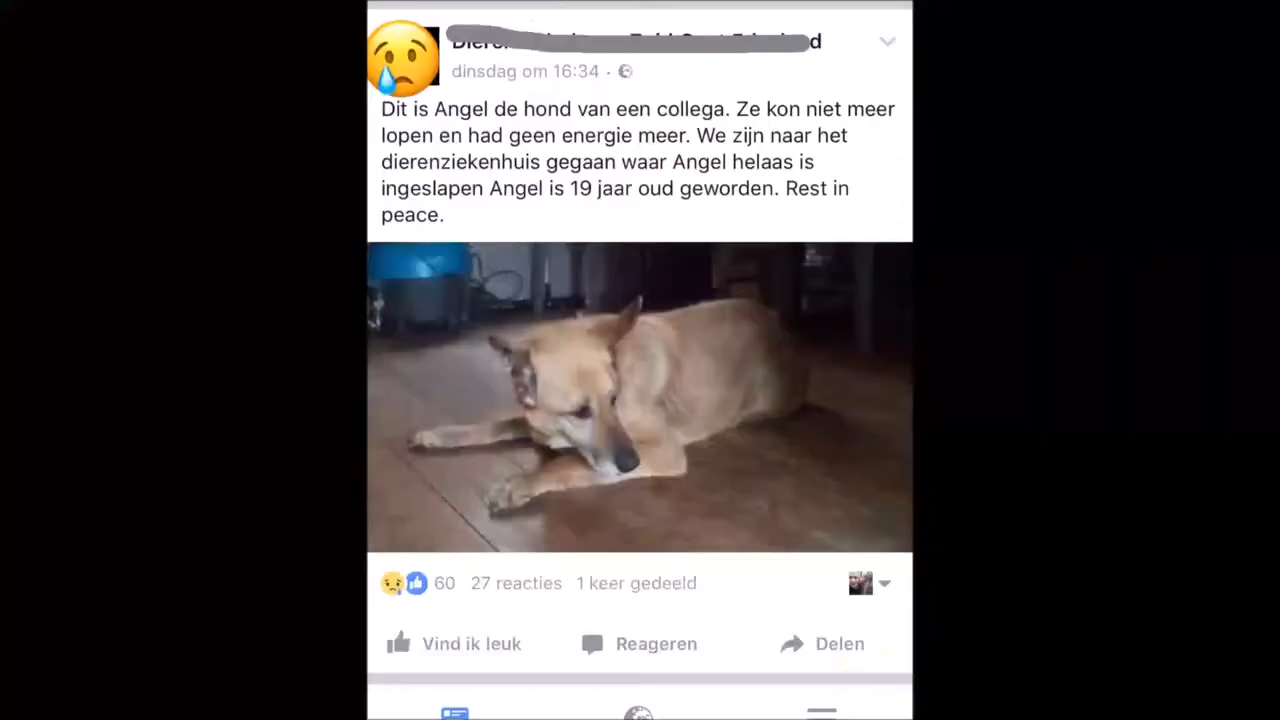 dinsdag om 16:34 ·
Dit is Angel de hond van een collega. Ze kon niet meer
lopen en had geen energie meer. We zijn naar het
dierenziekenhuis gegaan waar Angel helaas is
ingeslapen Angel is 19 jaar oud geworden. Rest in
peace.
60 27 reacties 1 keer gedeeld
Vind ik leuk Reageren Delen